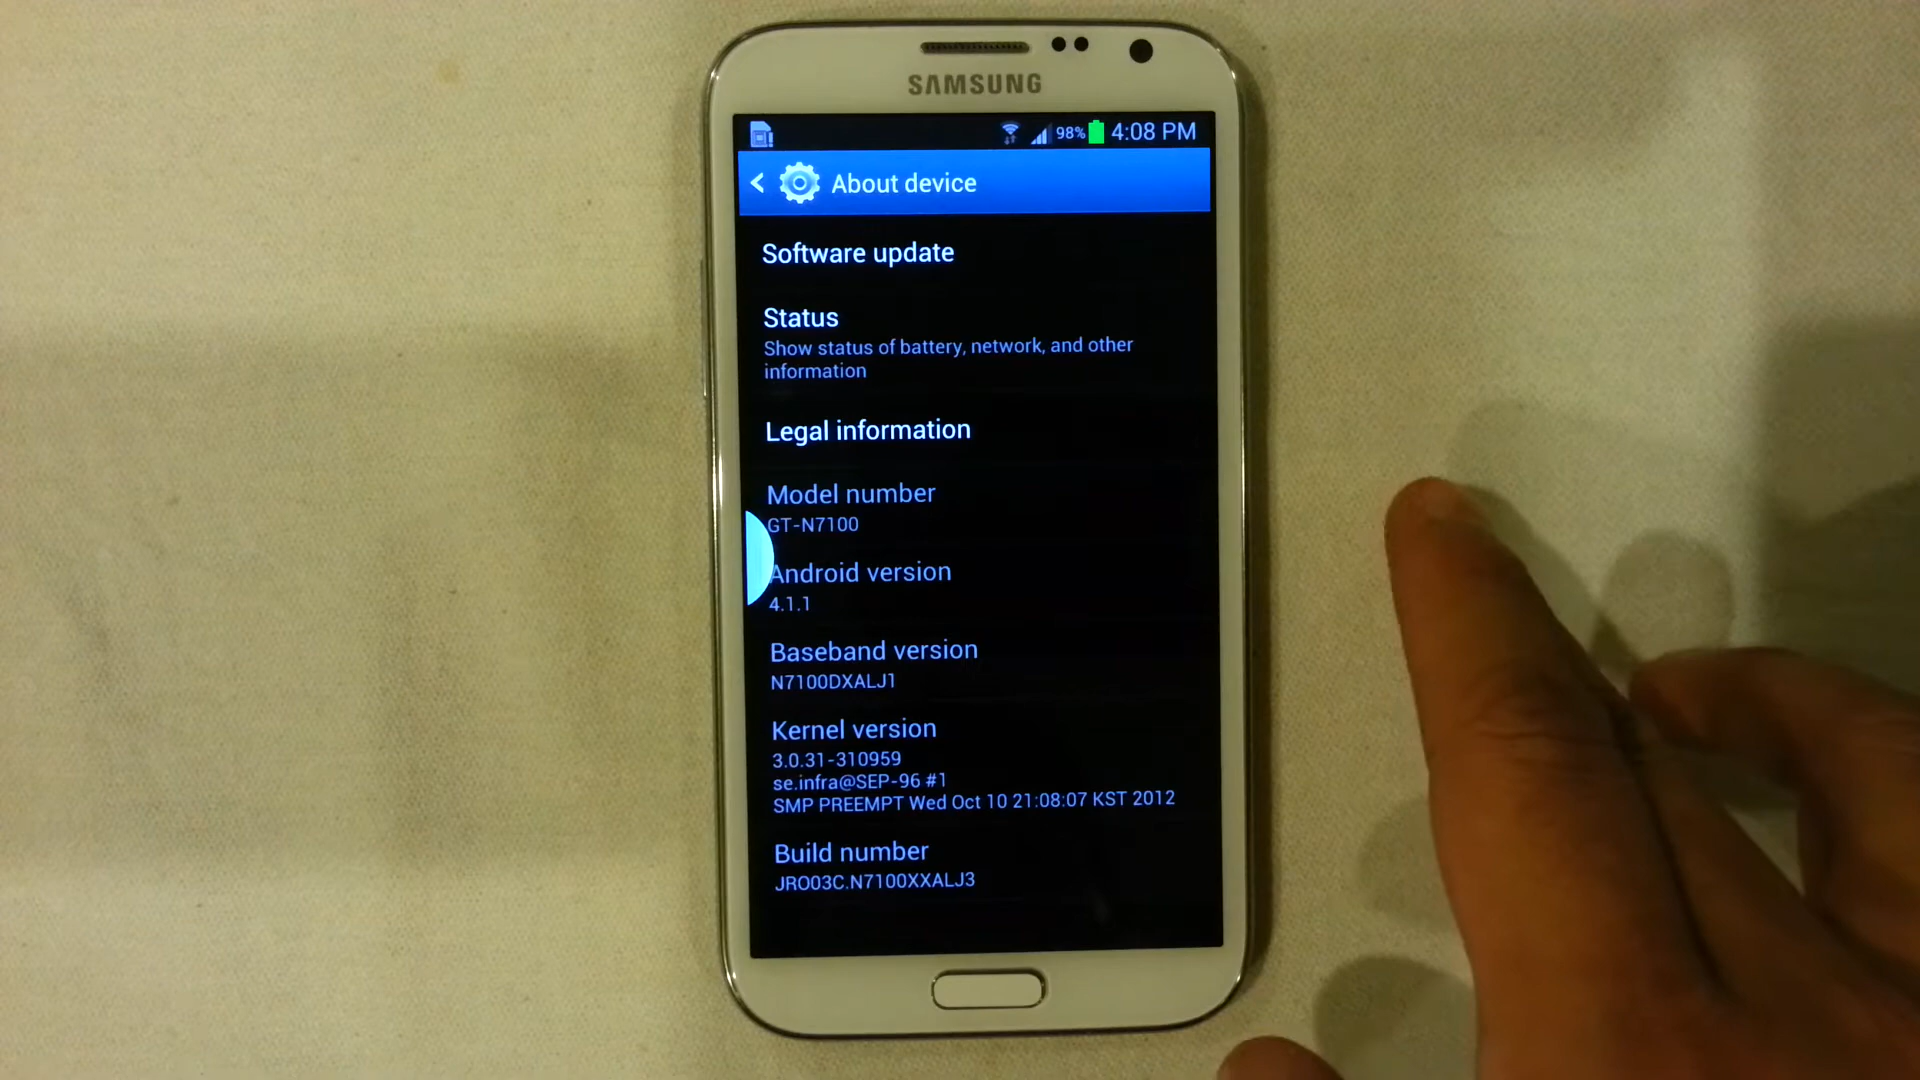 SAMSUNG
98% 4:08 PM
About device
Software update
Status
Show status of battery, network, and other
information
Legal information
Model number
GT-N7100
Android version
4.1.1
Baseband version
N7100DXALJ1
Kernel version
3.0.31-310959
se.infra@SEP-96 #1
SMP PREEMPT Wed Oct 10 21:08:07 KST 2012
Build number
JRO03C.N7100XXALJ3